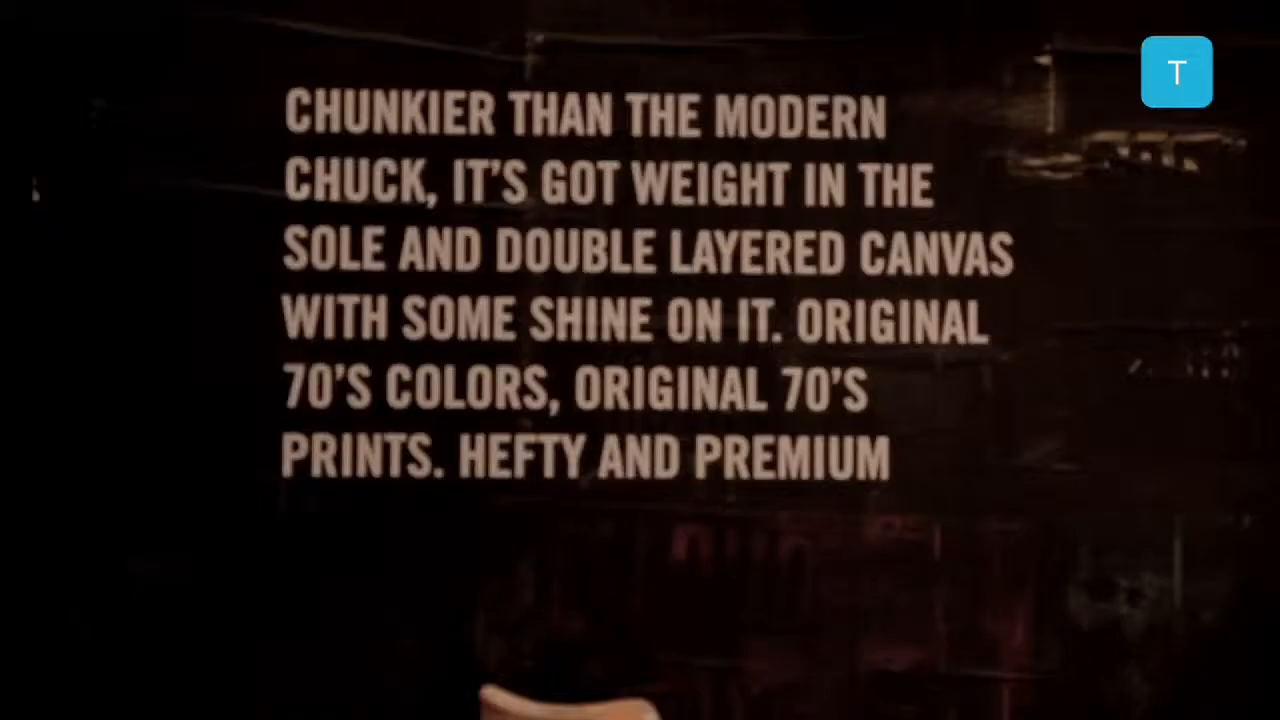 T
CHUNKIER THAN THE MODERN
CHUCK, IT'S GOT WEIGHT IN THE
SOLE AND DOUBLE LAYERED CANVAS
WITH SOME SHINE ON IT. ORIGINAL
70'S COLORS, ORIGINAL 70'S
PRINTS. HEFTY AND PREMIUM